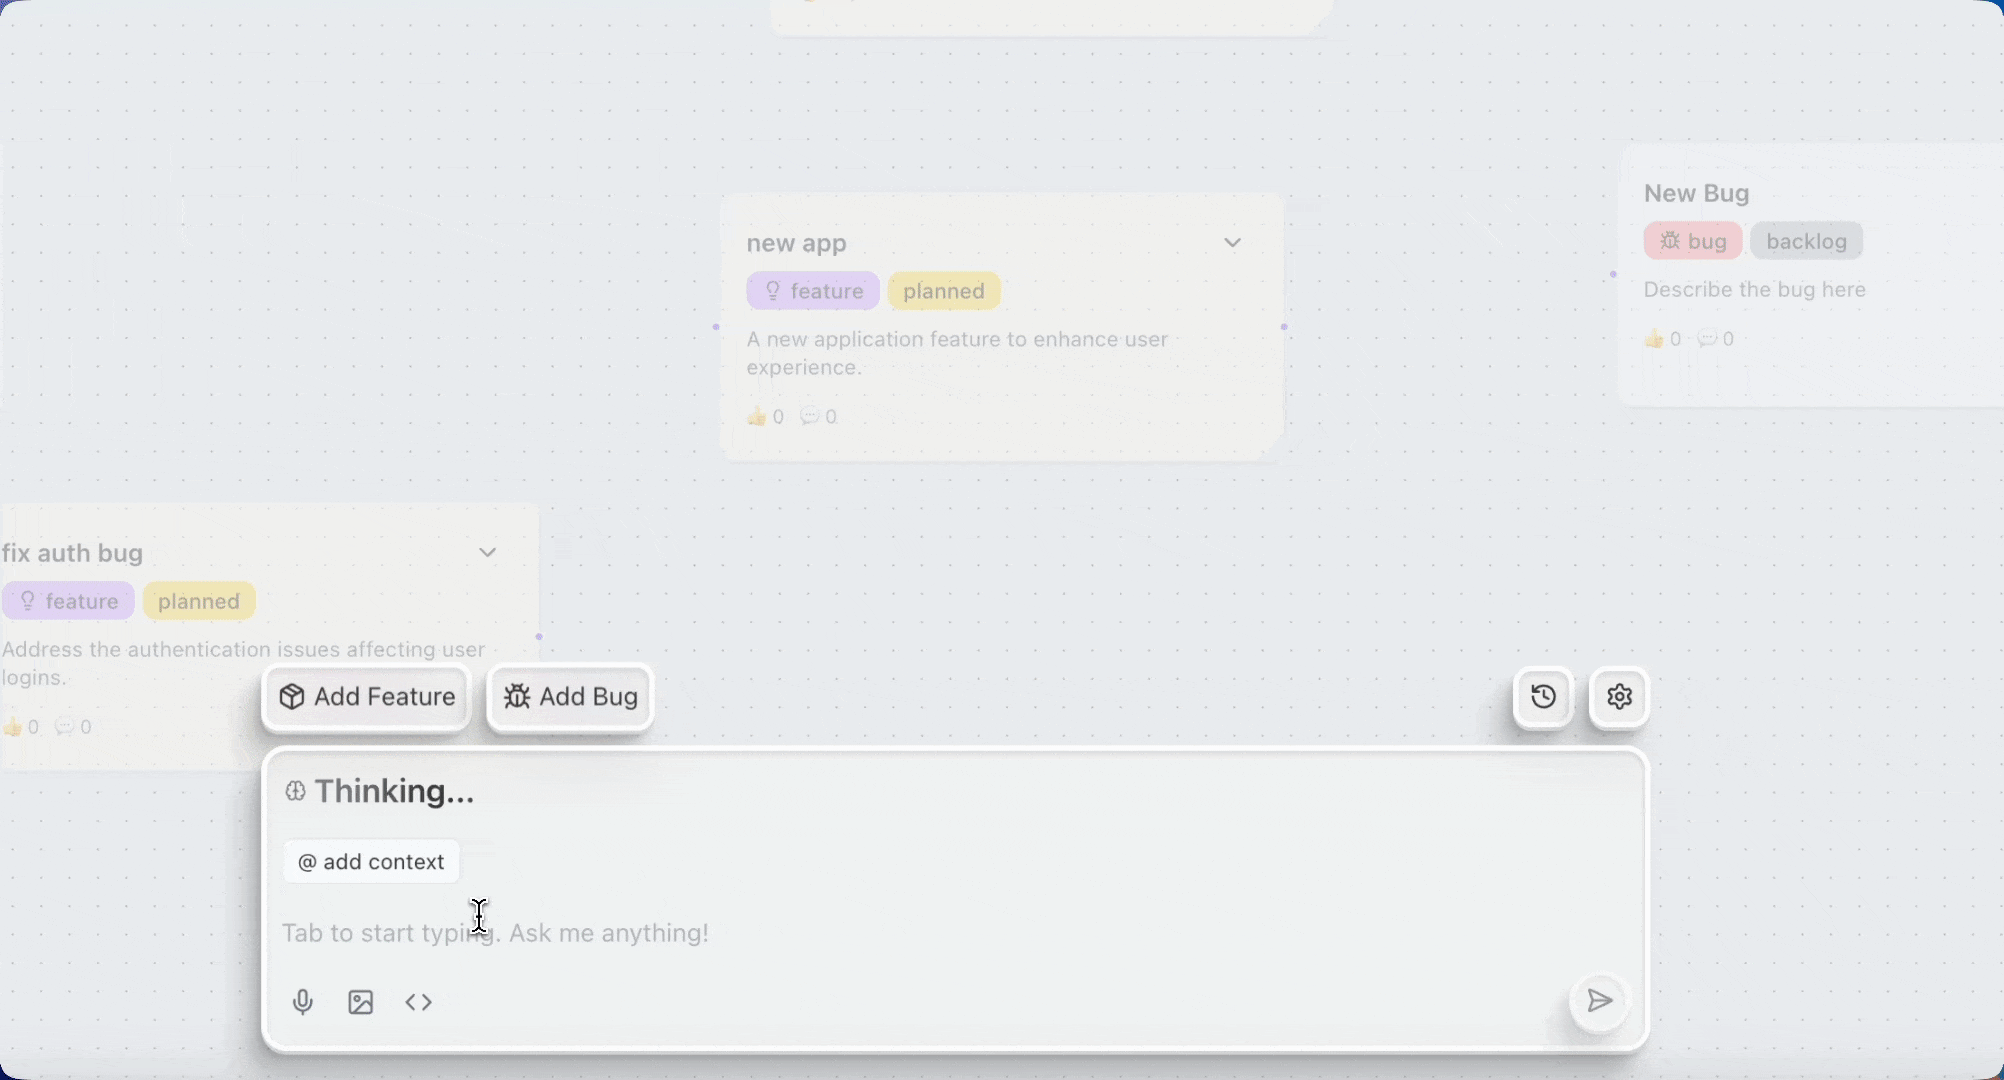 new app
feature planned
A new application feature to enhance user
experience.
👍 0 💬 0
New Bug
bug backlog
Describe the bug here
👍 0 💬 0
fix auth bug
feature planned
Address the authentication issues affecting user
logins.
👍 0 💬 0
Add Feature Add Bug
Thinking...
@ add context
Tab to start typing. Ask me anything!